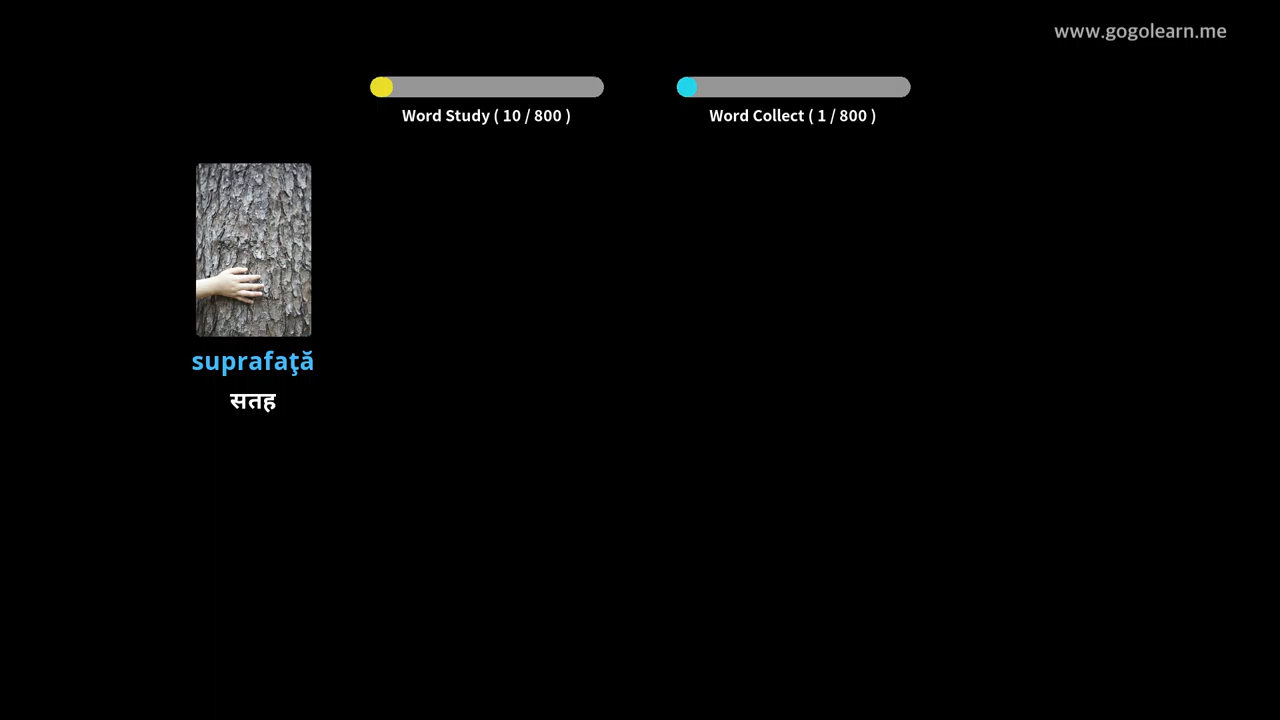 www.gogolearn.me
Word Study ( 10 / 800 )
Word Collect ( 1 / 800 )
suprafaţă
सतह